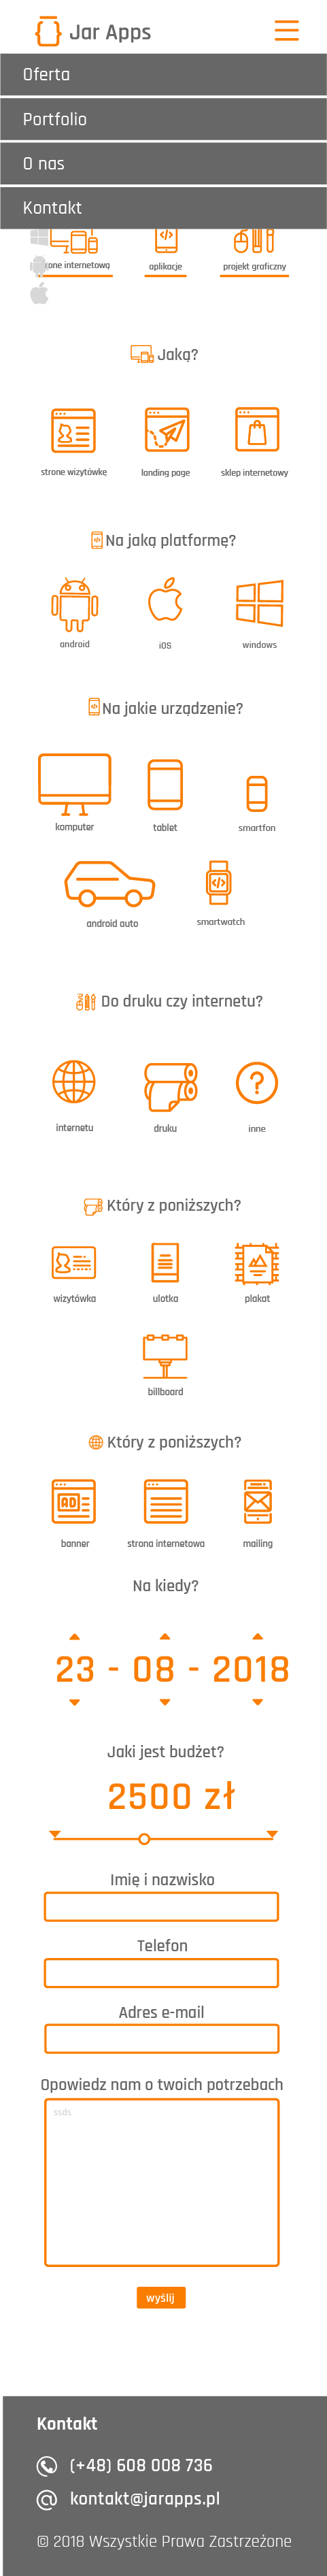 Jar Apps
Oferta
Portfolio
O nas
Kontakt
one internetową aplikacje projekt graficzny
Jaką?
strone wizytówkę landing page sklep internetowy
Na jaką platformę?
android iOS windows
Na jakie urządzenie?
komputer tablet smartfon
android auto smartwatch
Do druku czy internetu?
internetu druku inne
Który z poniższych?
wizytówka ulotka plakat
billboard
Który z poniższych?
AD
banner strona internetowa mailing
Na kiedy?
23 - 08 - 2018
Jaki jest budżet?
2500 zł
Imię i nazwisko
Telefon
Adres e-mail
Opowiedz nam o twoich potrzebach
ssds
wyślij
Kontakt
(+48) 608 008 736
kontakt@jarapps.pl
© 2018 Wszystkie Prawa Zastrzeżone